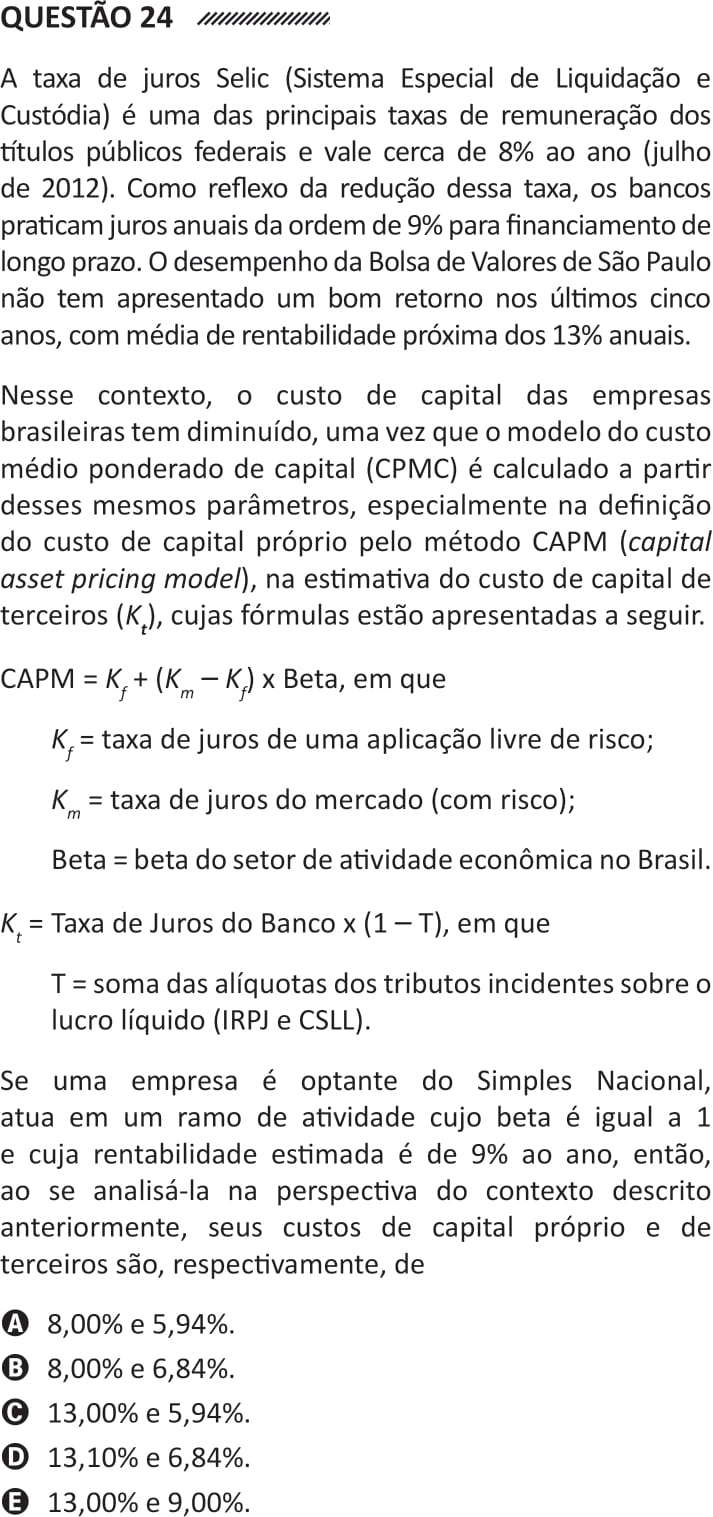 QUESTÃO 24
A taxa de juros Selic (Sistema Especial de Liquidação e
Custódia) é uma das principais taxas de remuneração dos
títulos públicos federais e vale cerca de 8% ao ano (julho
de 2012). Como reflexo da redução dessa taxa, os bancos
praticam juros anuais da ordem de 9% para financiamento de
longo prazo. O desempenho da Bolsa de Valores de São Paulo
não tem apresentado um bom retorno nos últimos cinco
anos, com média de rentabilidade próxima dos 13% anuais.
Nesse contexto, o custo de capital das empresas
brasileiras tem diminuído, uma vez que o modelo do custo
médio ponderado de capital (CPMC) é calculado a partir
desses mesmos parâmetros, especialmente na definição
do custo de capital próprio pelo método CAPM (capital
asset pricing model), na estimativa do custo de capital de
terceiros (K_t), cujas fórmulas estão apresentadas a seguir.
CAPM = K_f + (K_m − K_f) x Beta, em que
K_f = taxa de juros de uma aplicação livre de risco;
K_m = taxa de juros do mercado (com risco);
Beta = beta do setor de atividade econômica no Brasil.
K_t = Taxa de Juros do Banco x (1 − T), em que
T = soma das alíquotas dos tributos incidentes sobre o
lucro líquido (IRPJ e CSLL).
Se uma empresa é optante do Simples Nacional,
atua em um ramo de atividade cujo beta é igual a 1
e cuja rentabilidade estimada é de 9% ao ano, então,
ao se analisá-la na perspectiva do contexto descrito
anteriormente, seus custos de capital próprio e de
terceiros são, respectivamente, de
A 8,00% e 5,94%.
B 8,00% e 6,84%.
C 13,00% e 5,94%.
D 13,10% e 6,84%.
E 13,00% e 9,00%.